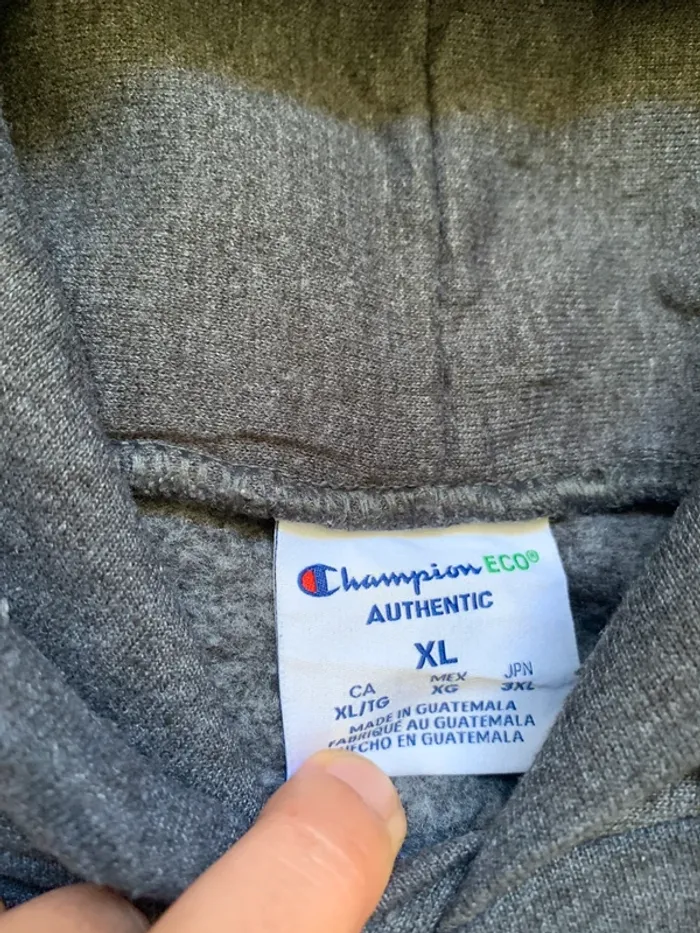 Champion ECO®
AUTHENTIC
XL
CA MEX JPN
XL/TG XG 3XL
MADE IN GUATEMALA
FABRIQUÉ AU GUATEMALA
HECHO EN GUATEMALA